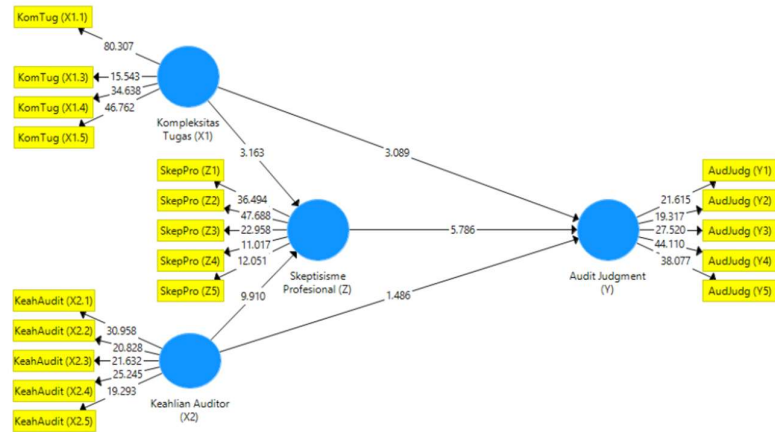 KomTug (X1.1)
80.307
KomTug (X1.3)
15.543
KomTug (X1.4)
34.638
KomTug (X1.5)
46.762
Kompleksitas
Tugas (X1)
3.163
3.089
SkepPro (Z1)
36.494
SkepPro (Z2)
47.688
SkepPro (Z3)
22.958
SkepPro (Z4)
11.017
SkepPro (Z5)
12.051
Skeptisisme
Profesional (Z)
5.786
AudJudg (Y1)
21.615
AudJudg (Y2)
19.317
AudJudg (Y3)
27.520
AudJudg (Y4)
44.110
AudJudg (Y5)
38.077
Audit Judgment
(Y)
9.910
1.486
KeahAudit (X2.1)
30.958
KeahAudit (X2.2)
20.828
KeahAudit (X2.3)
21.632
KeahAudit (X2.4)
25.245
KeahAudit (X2.5)
19.293
Keahlian Auditor
(X2)